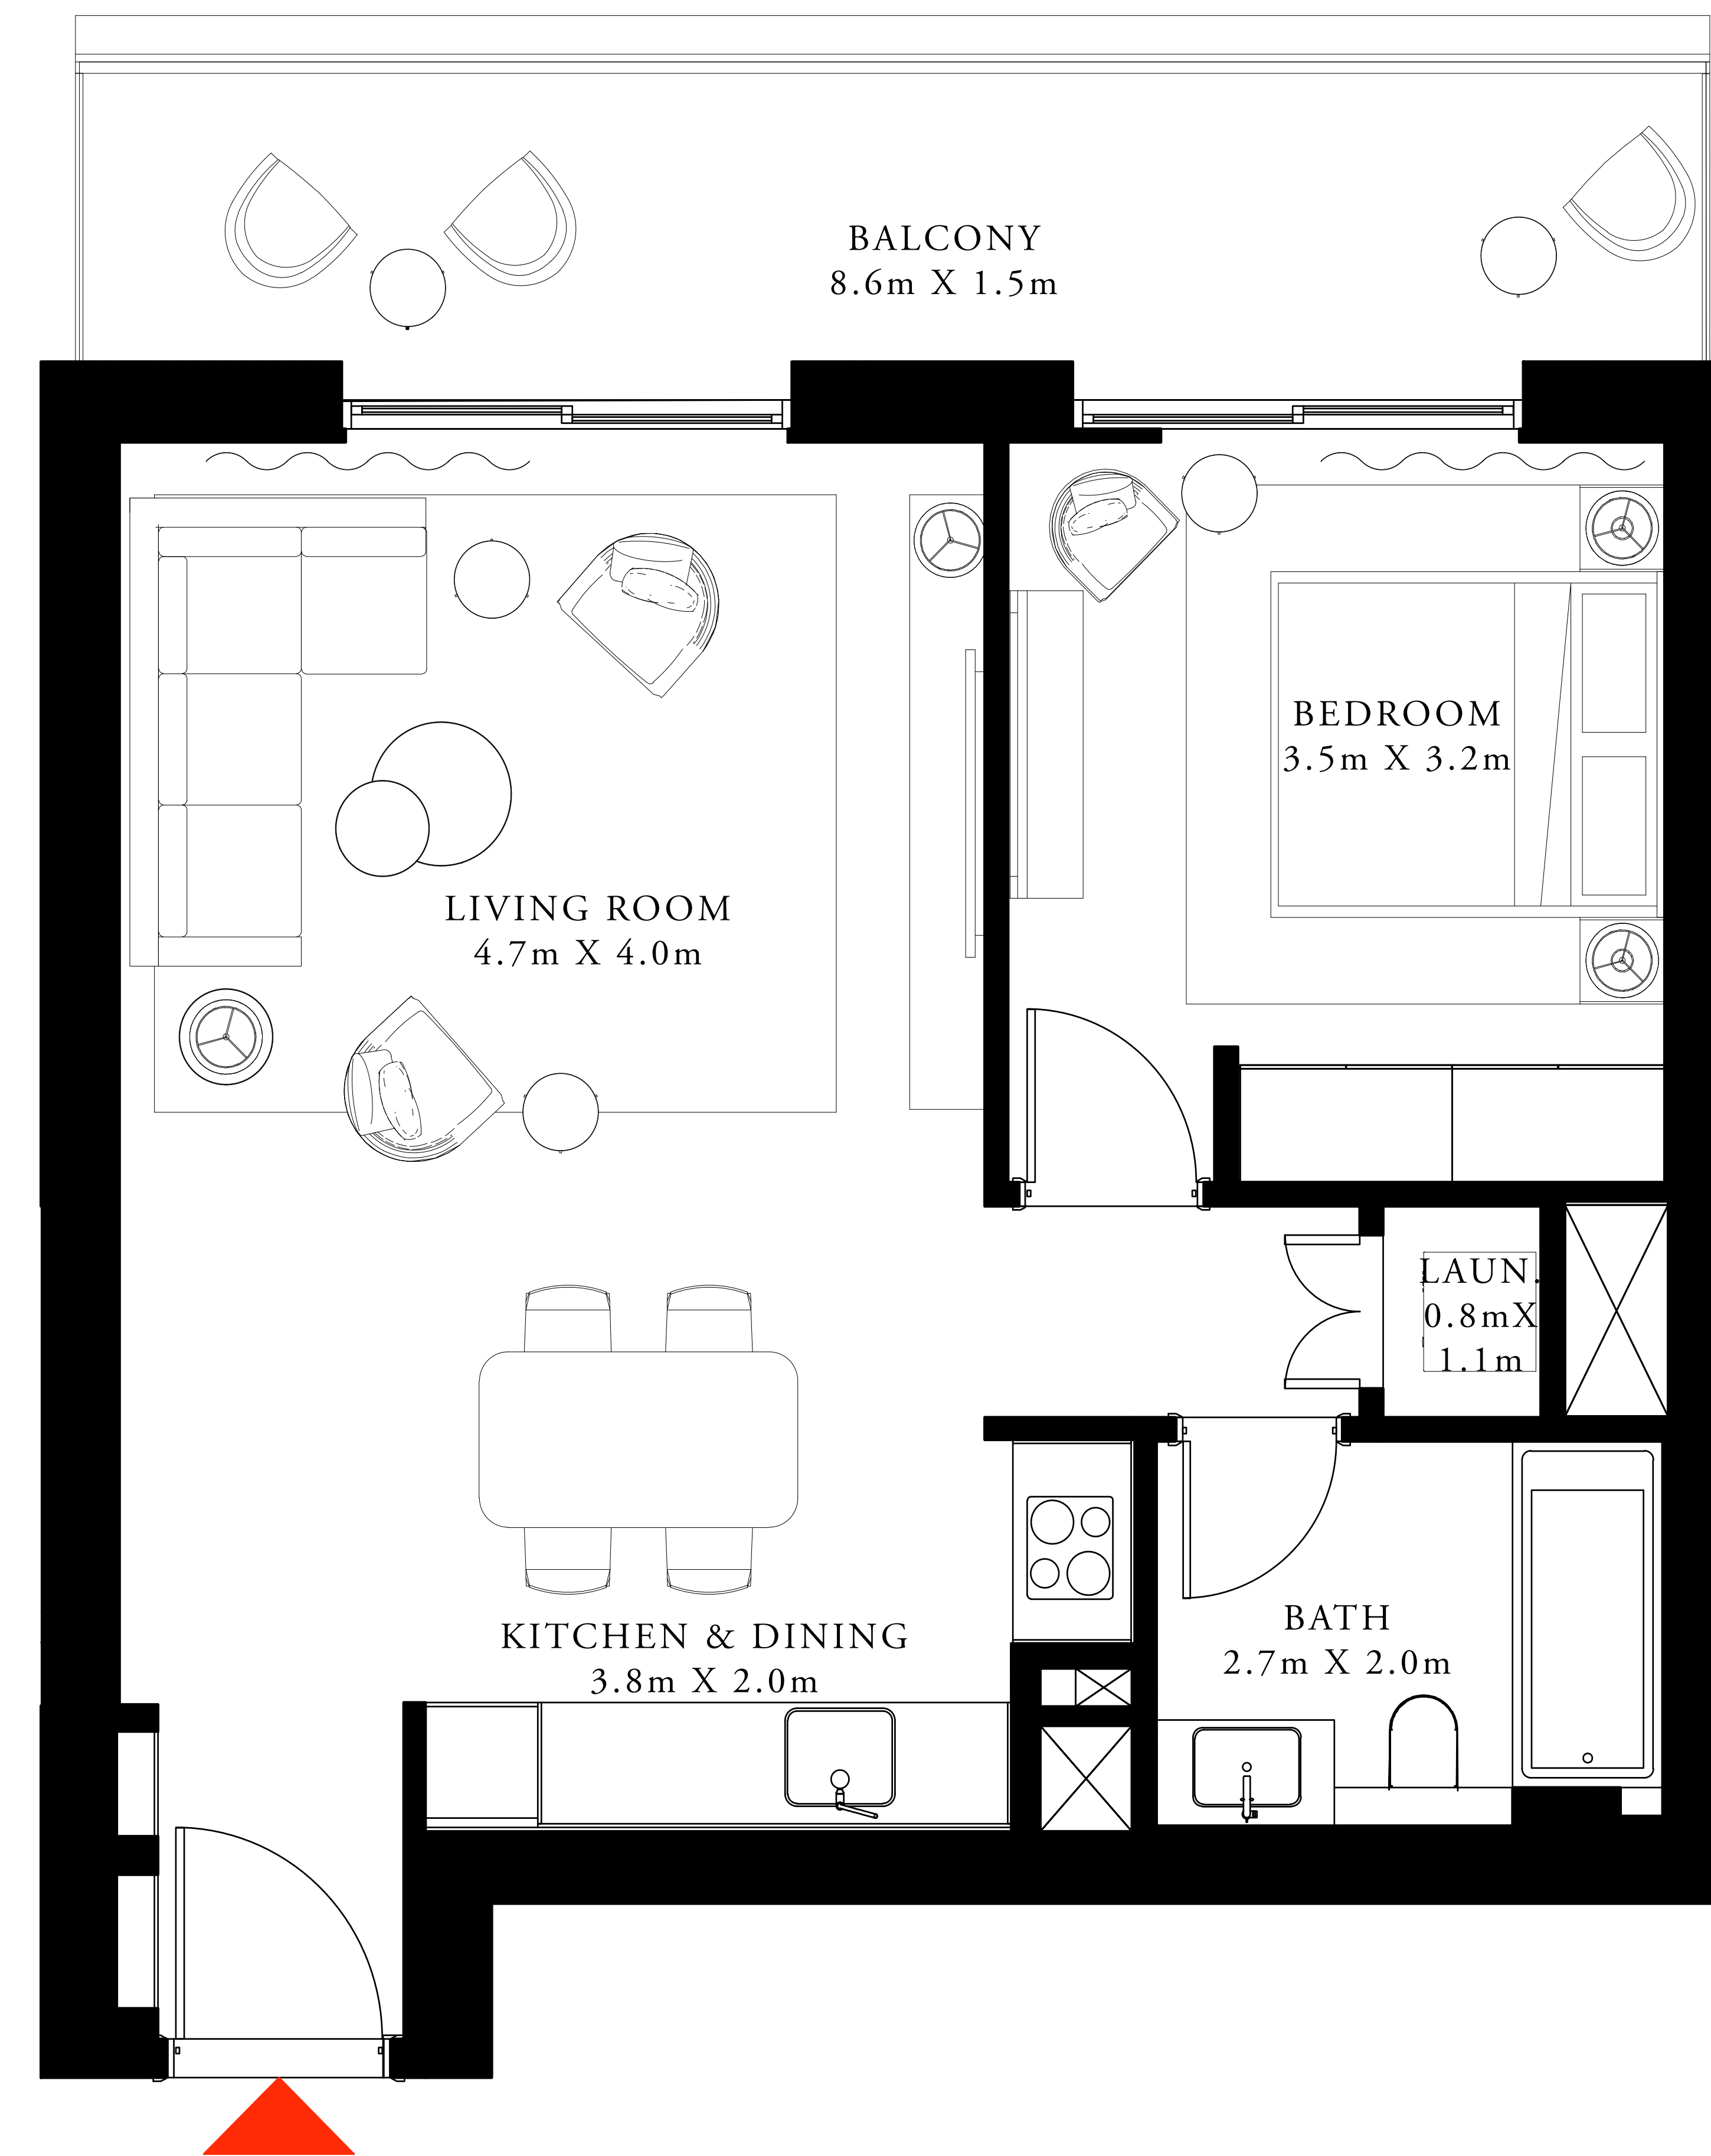 BALCONY
8.6m X 1.5m
BEDROOM
3.5m X 3.2m
LIVING ROOM
4.7m X 4.0m
LAUN.
0.8mX
1.1m
KITCHEN & DINING
3.8m X 2.0m
BATH
2.7m X 2.0m